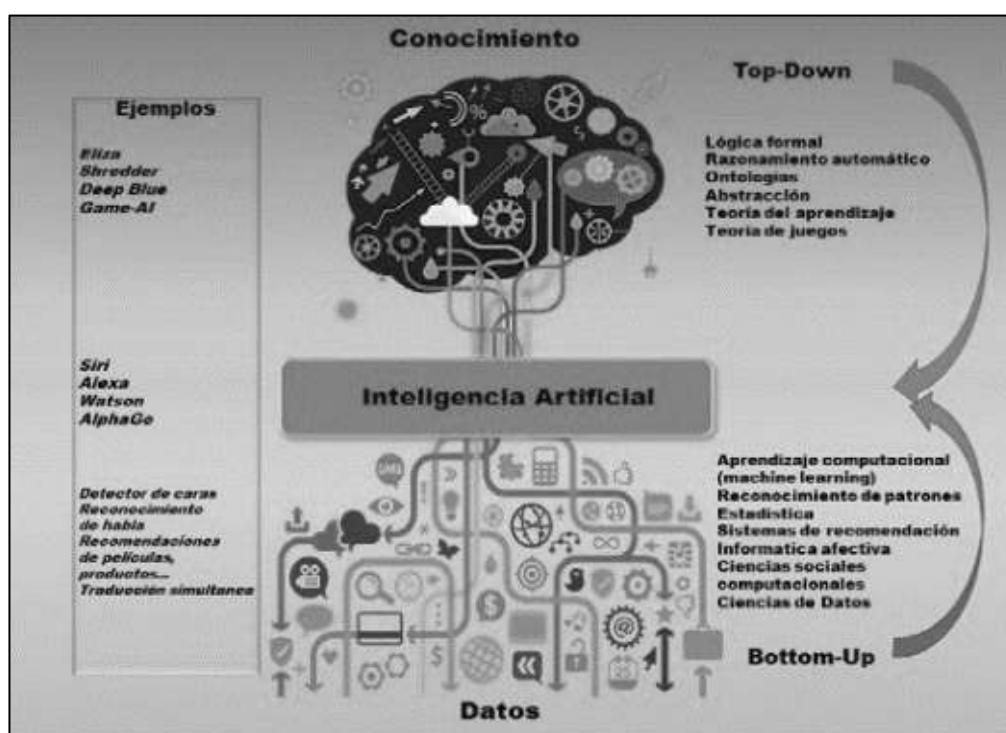 Conocimiento
Top-Down
Ejemplos
Eliza
Shredder
Deep Blue
Game-AI
Lógica formal
Razonamiento automático
Ontologías
Abstracción
Teoría del aprendizaje
Teoría de juegos
Siri
Alexa
Watson
AlphaGo
Inteligencia Artificial
Detector de caras
Reconocimiento
de habla
Recomendaciones
de películas,
productos...
Traducción simultanea
Aprendizaje computacional
(machine learning)
Reconocimiento de patrones
Estadística
Sistemas de recomendación
Informatica afectiva
Ciencias sociales
computacionales
Ciencias de Datos
Bottom-Up
Datos